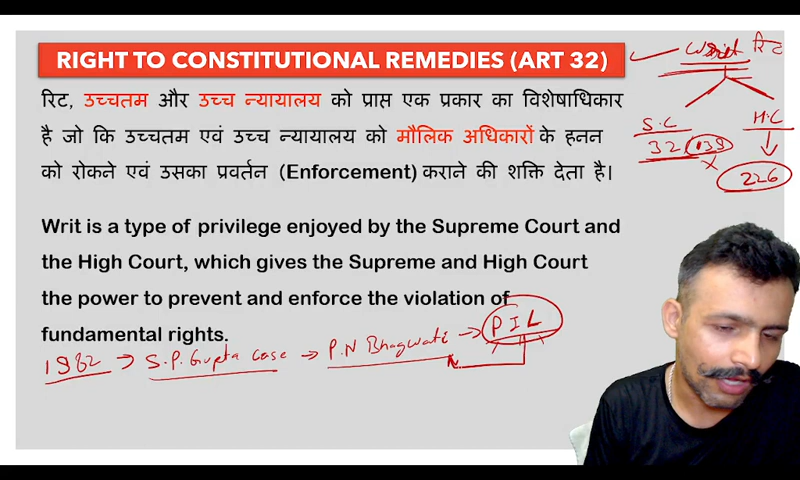 RIGHT TO CONSTITUTIONAL REMEDIES (ART 32)
रिट, उच्चतम और उच्च न्यायालय को प्राप्त एक प्रकार का विशेषाधिकार
है जो कि उच्चतम एवं उच्च न्यायालय को मौलिक अधिकारों के हनन
को रोकने एवं उसका प्रवर्तन (Enforcement) कराने की शक्ति देता है।
Writ is a type of privilege enjoyed by the Supreme Court and
the High Court, which gives the Supreme and High Court
the power to prevent and enforce the violation of
fundamental rights.
1982 → S.P. Gupta case → P.N Bhagwati → PIL
Writ रिट
S.C H.C
32 139
226